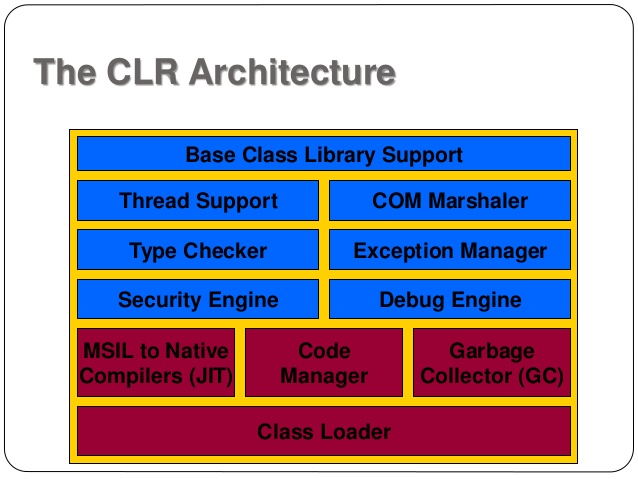 The CLR Architecture
Base Class Library Support
Thread Support
COM Marshaler
Type Checker
Exception Manager
Security Engine
Debug Engine
MSIL to Native
Compilers (JIT)
Code
Manager
Garbage
Collector (GC)
Class Loader